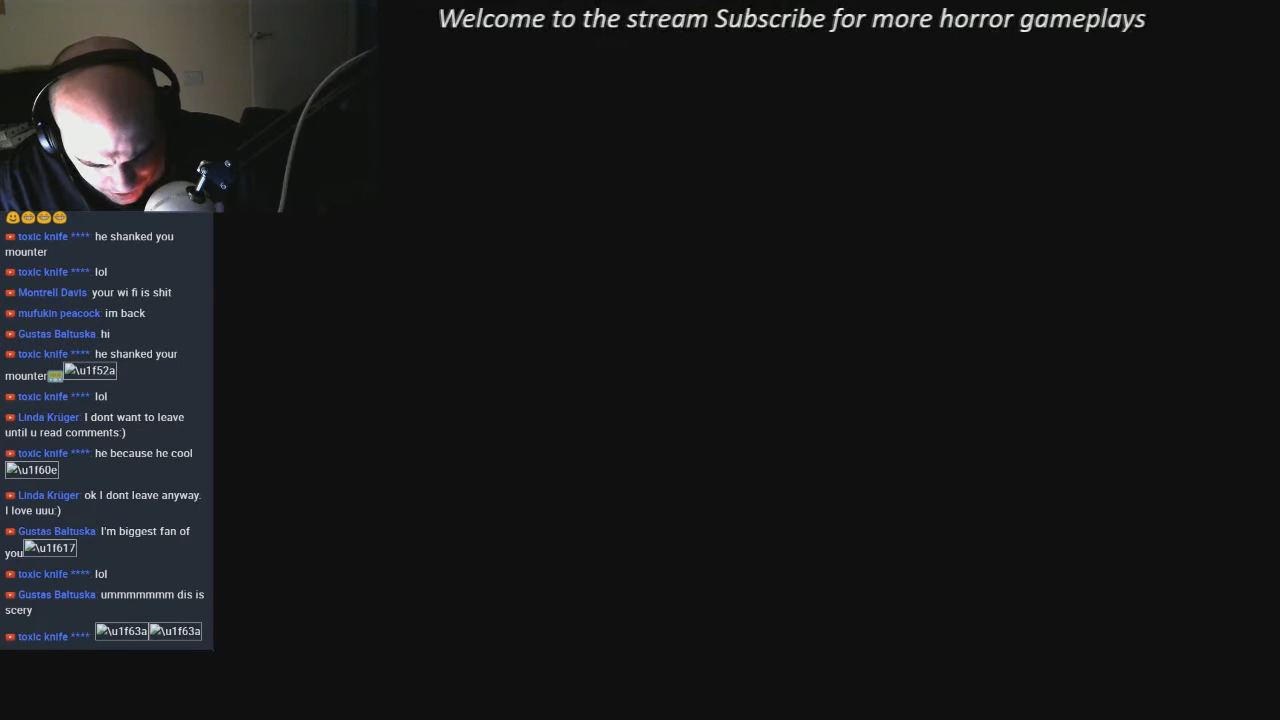 Welcome to the stream Subscribe for more horror gameplays
toxic knife **** he shanked you
mounter
toxic knife **** lol
Montrell Davis your wi fi is shit
mufukin peacock im back
Gustas Baltuska hi
toxic knife **** he shanked your
mounter \u1f52a
toxic knife **** lol
Linda Krüger I dont want to leave
until u read comments:)
toxic knife **** he because he cool
\u1f60e
Linda Krüger ok I dont leave anyway.
I love uuu:)
Gustas Baltuska I'm biggest fan of
you \u1f617
toxic knife **** lol
Gustas Baltuska ummmmmmm dis is
scery
toxic knife **** \u1f63a \u1f63a